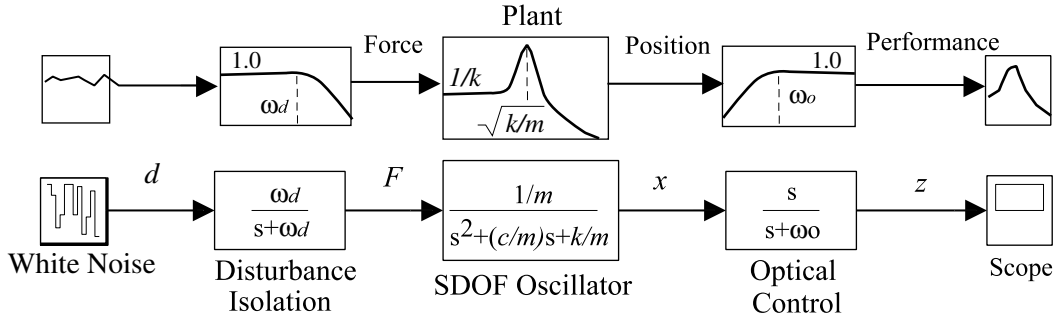 Plant
Force
Position
Performance
1.0
ωd
1/k
√k/m
1.0
ωo
d
F
x
z
ωd
s+ωd
1/m
s²+(c/m)s+k/m
s
s+ωo
White Noise
Disturbance
Isolation
SDOF Oscillator
Optical
Control
Scope